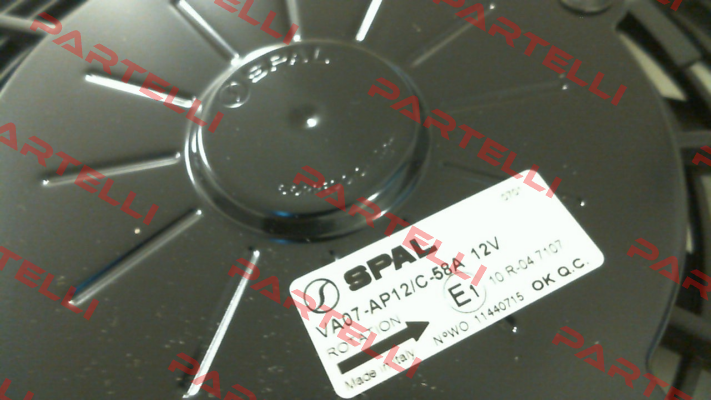 SPAL
SPAL
VA07-AP12/C-58A 12V
E1 10 R-04 7107
ROTATION
N°WO 11440715 OK Q.C.
Made in Italy
PARTELLI
PARTELLI
PARTELLI
PARTELLI
PARTELLI
PARTELLI
PARTELLI